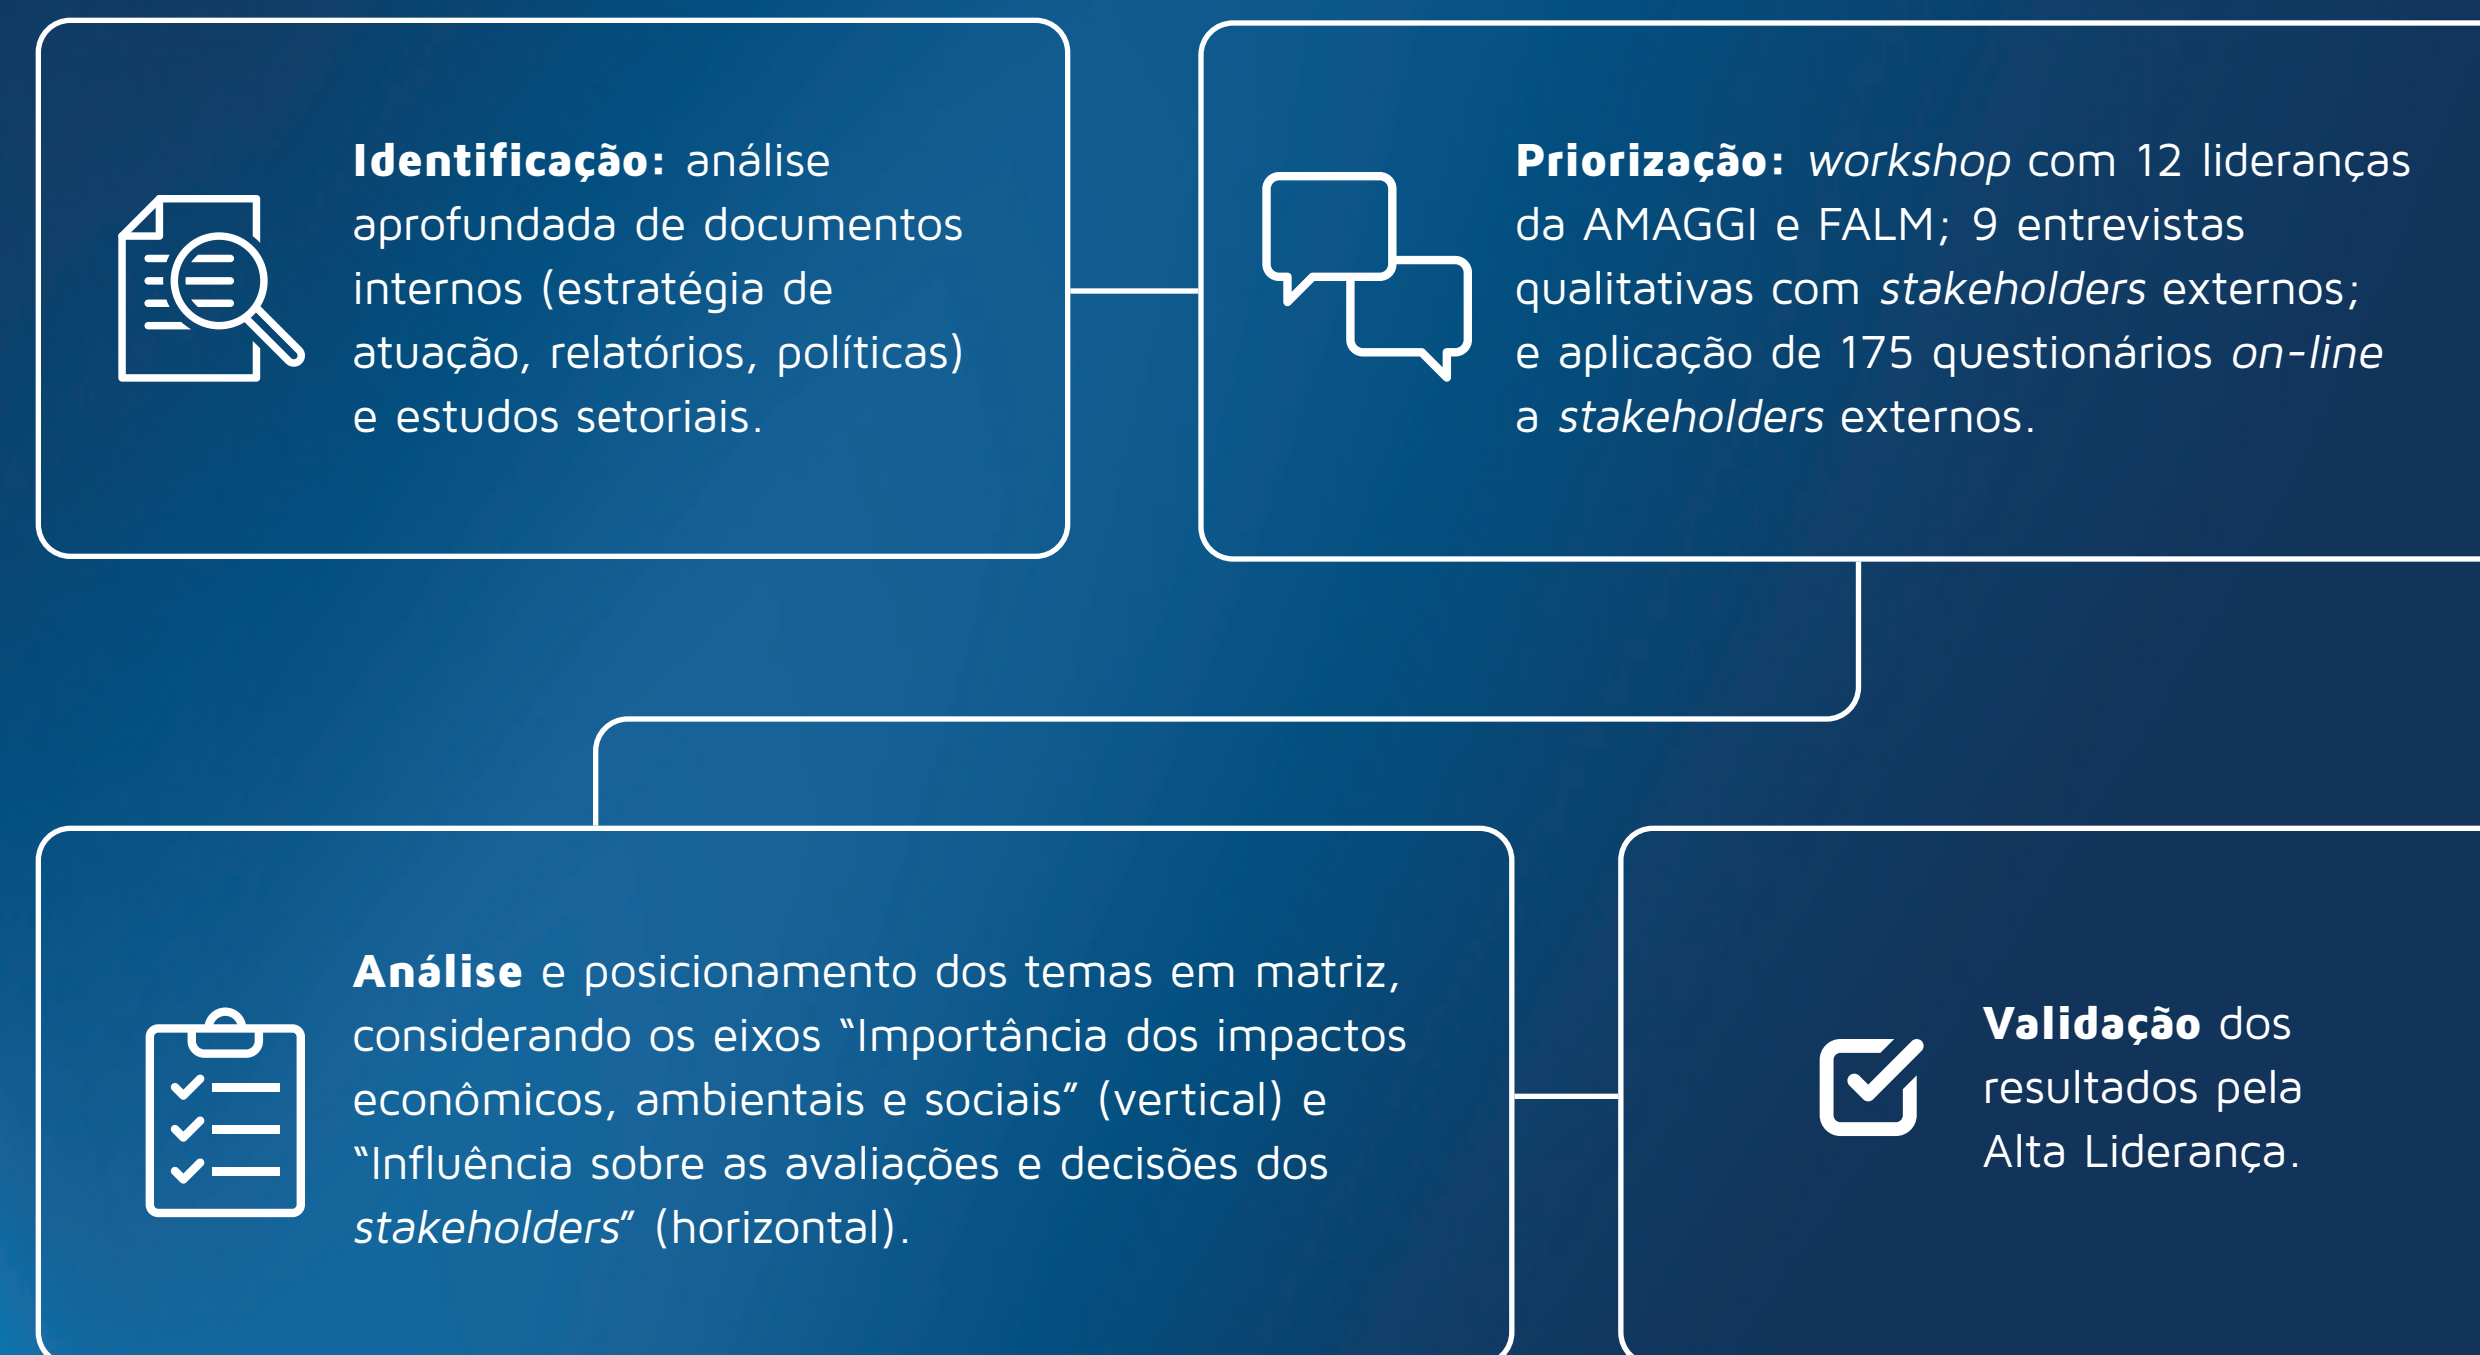 Identificação: análise
aprofundada de documentos
internos (estratégia de
atuação, relatórios, políticas)
e estudos setoriais.
Priorização: workshop com 12 lideranças
da AMAGGI e FALM; 9 entrevistas
qualitativas com stakeholders externos;
e aplicação de 175 questionários on-line
a stakeholders externos.
Análise e posicionamento dos temas em matriz,
considerando os eixos “Importância dos impactos
econômicos, ambientais e sociais” (vertical) e
“Influência sobre as avaliações e decisões dos
stakeholders” (horizontal).
Validação dos
resultados pela
Alta Liderança.